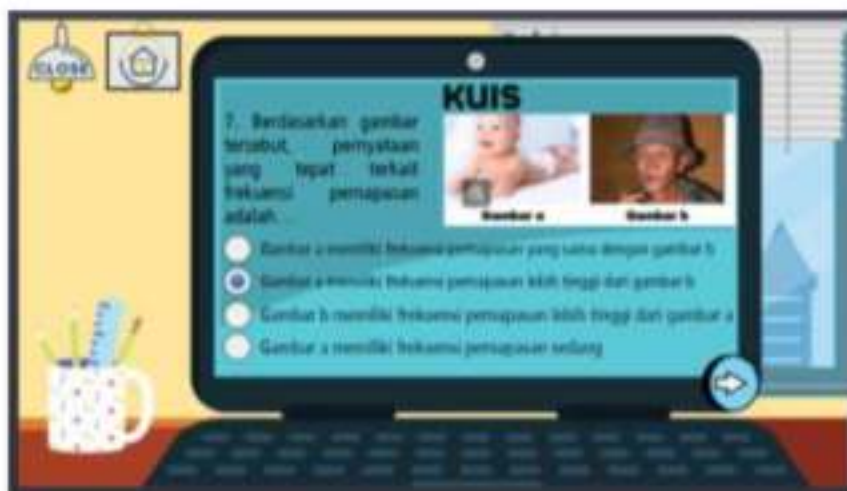 CLOSE
KUIS
7. Berdasarkan gambar
tersebut, pernyataan
yang tepat terkait
frekuensi pernapasan
adalah
Gambar a
Gambar b
Gambar a memiliki frekuensi pernapasan yang sama dengan gambar b
Gambar a memiliki frekuensi pernapasan lebih tinggi dari gambar b
Gambar b memiliki frekuensi pernapasan lebih tinggi dari gambar a
Gambar a memiliki frekuensi pernapasan sedang